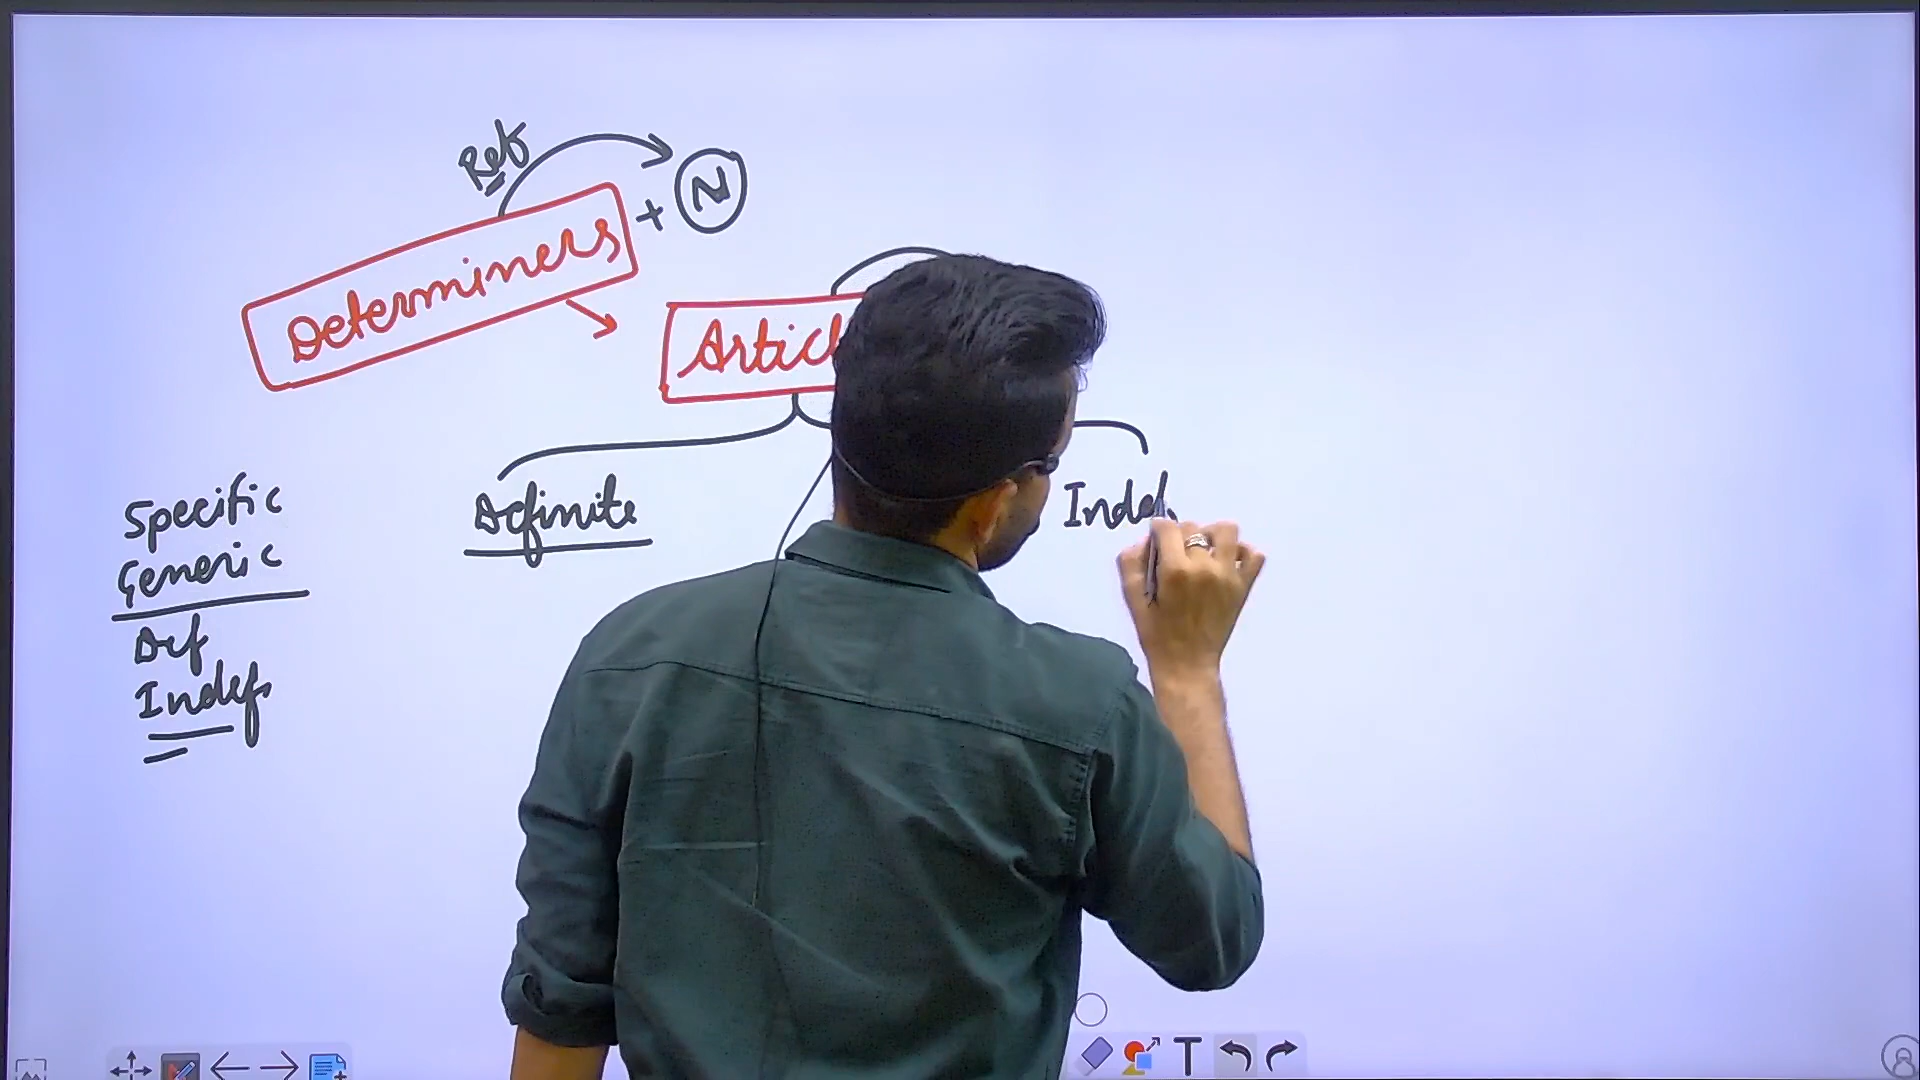 Ref
Determiners + N
Artic
Definite
Indef
Specific
Generic
Def
Indef
T